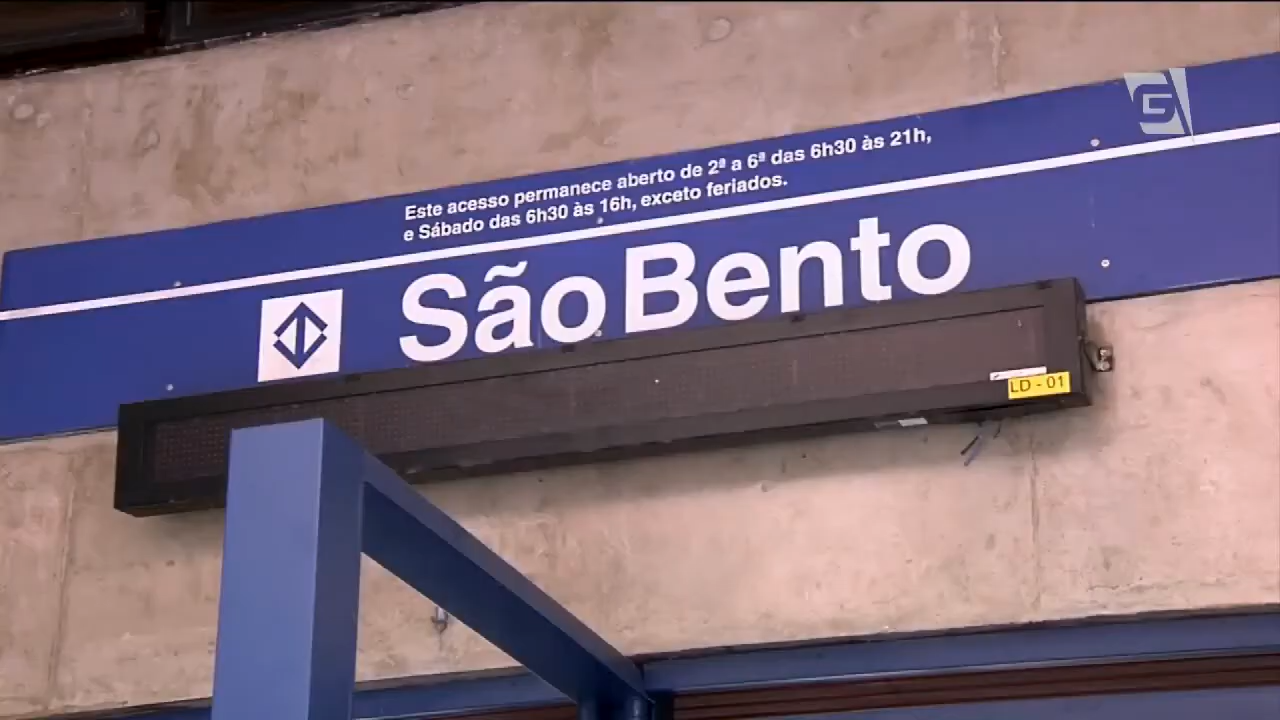 Este acesso permanece aberto de 2ª a 6ª das 6h30 às 21h,
e Sábado das 6h30 às 16h, exceto feriados.
São Bento
LD - 01
G